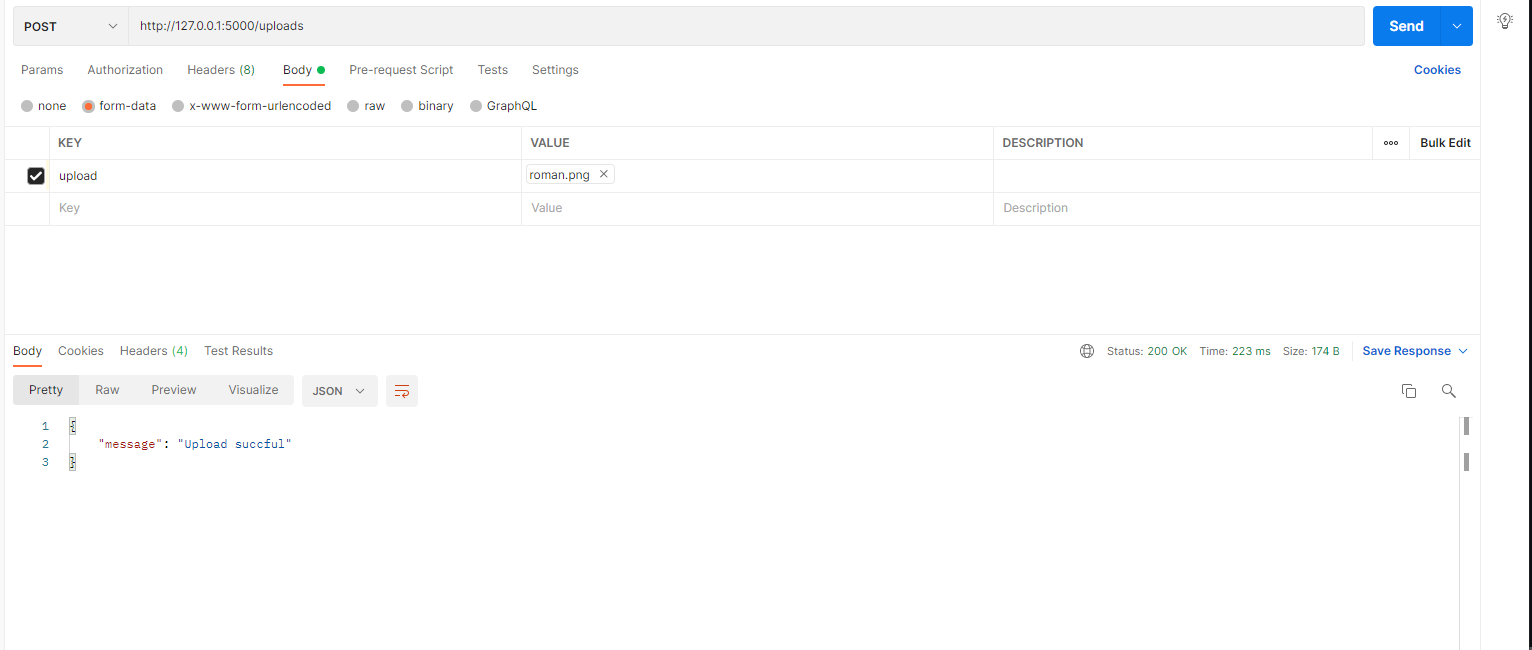 POST http://127.0.0.1:5000/uploads Send
Params Authorization Headers (8) Body Pre-request Script Tests Settings Cookies
none form-data x-www-form-urlencoded raw binary GraphQL
KEY VALUE DESCRIPTION ooo Bulk Edit
upload roman.png ✕
Key Value Description
Body Cookies Headers (4) Test Results Status: 200 OK Time: 223 ms Size: 174 B Save Response
Pretty Raw Preview Visualize JSON
1 {
2 "message": "Upload succful"
3 }